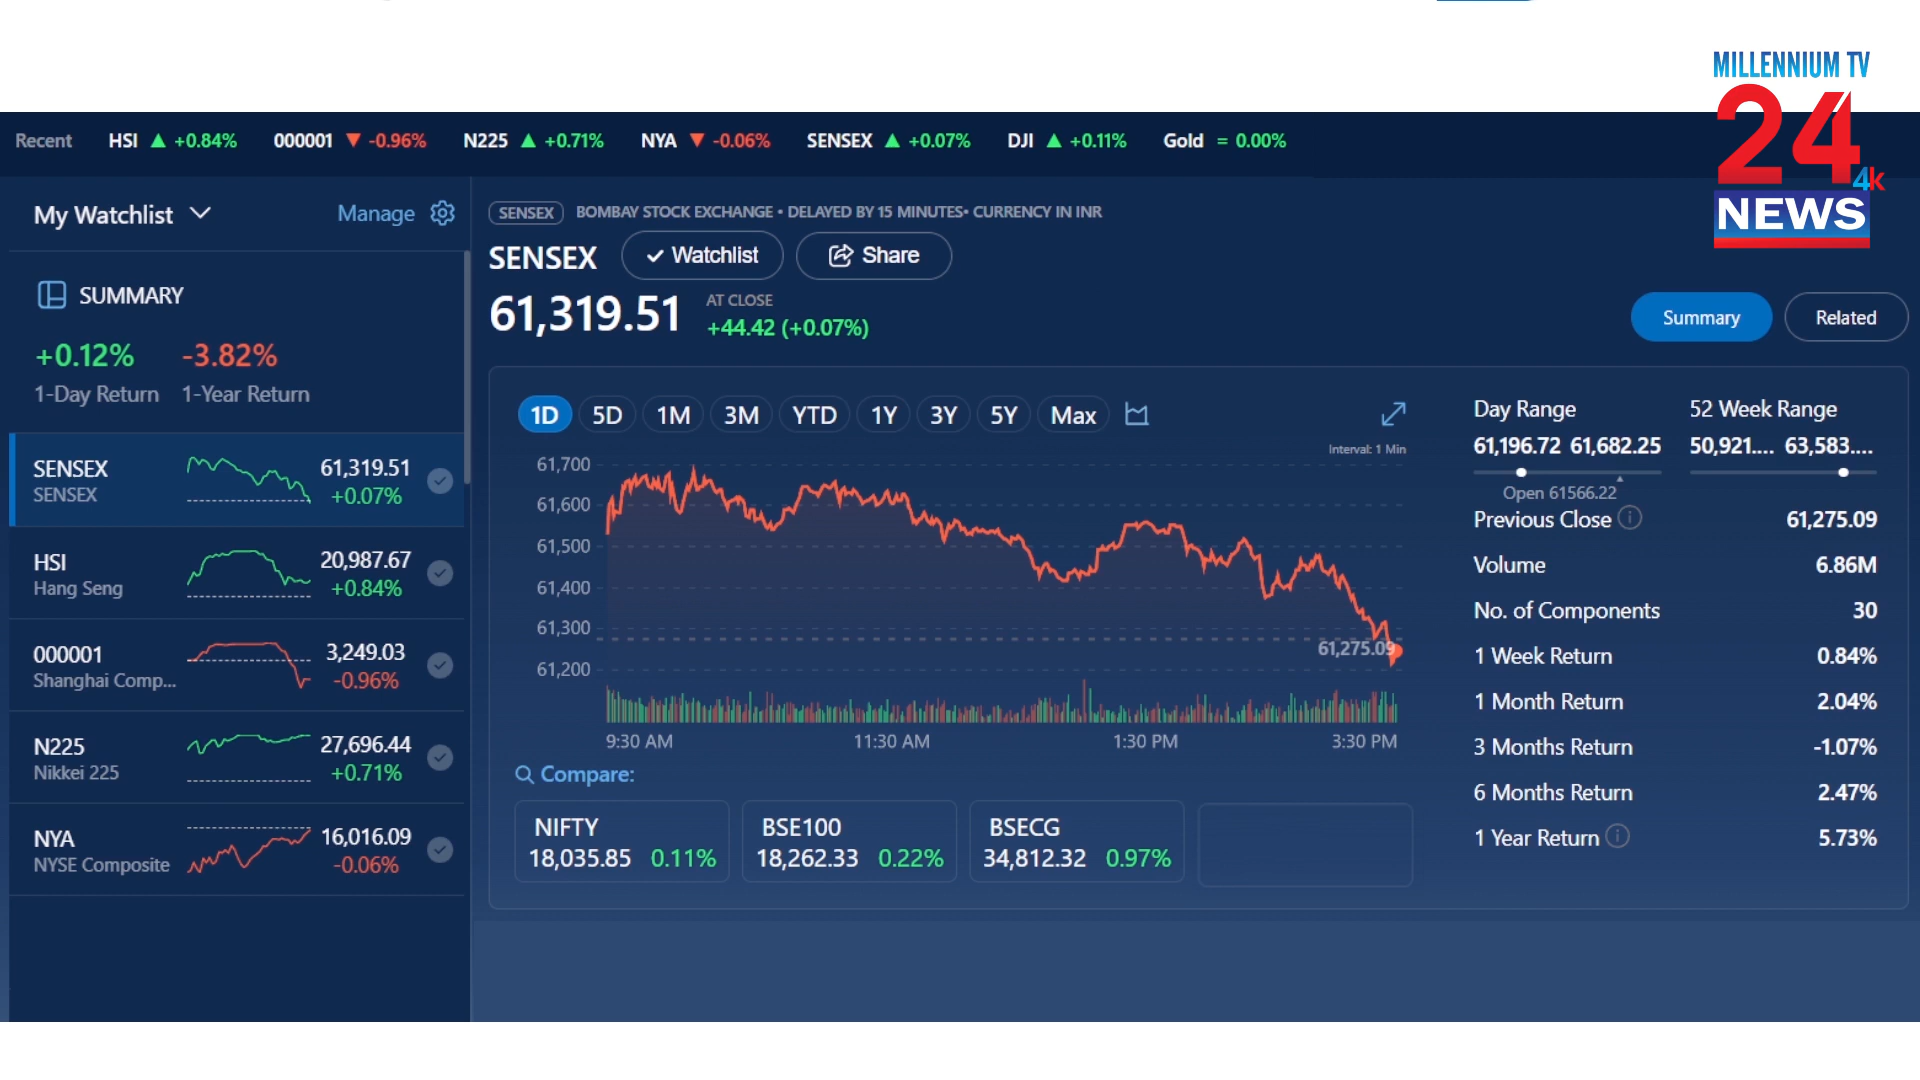 MILLENNIUM TV
24
4k
NEWS
Recent HSI ▲ +0.84% 000001 ▼ -0.96% N225 ▲ +0.71% NYA ▼ -0.06% SENSEX ▲ +0.07% DJI ▲ +0.11% Gold = 0.00%
My Watchlist Manage
SUMMARY
+0.12% -3.82%
1-Day Return 1-Year Return
SENSEX 61,319.51
SENSEX +0.07%
HSI 20,987.67
Hang Seng +0.84%
000001 3,249.03
Shanghai Comp... -0.96%
N225 27,696.44
Nikkei 225 +0.71%
NYA 16,016.09
NYSE Composite -0.06%
SENSEX BOMBAY STOCK EXCHANGE • DELAYED BY 15 MINUTES• CURRENCY IN INR
SENSEX Watchlist Share
61,319.51 AT CLOSE
+44.42 (+0.07%)
Summary Related
1D 5D 1M 3M YTD 1Y 3Y 5Y Max
Interval: 1 Min
61,700
61,600
61,500
61,400
61,300
61,275.09
61,200
9:30 AM 11:30 AM 1:30 PM 3:30 PM
Compare:
NIFTY
18,035.85 0.11%
BSE100
18,262.33 0.22%
BSECG
34,812.32 0.97%
Day Range 52 Week Range
61,196.72 61,682.25 50,921.... 63,583....
Open 61566.22
Previous Close 61,275.09
Volume 6.86M
No. of Components 30
1 Week Return 0.84%
1 Month Return 2.04%
3 Months Return -1.07%
6 Months Return 2.47%
1 Year Return 5.73%